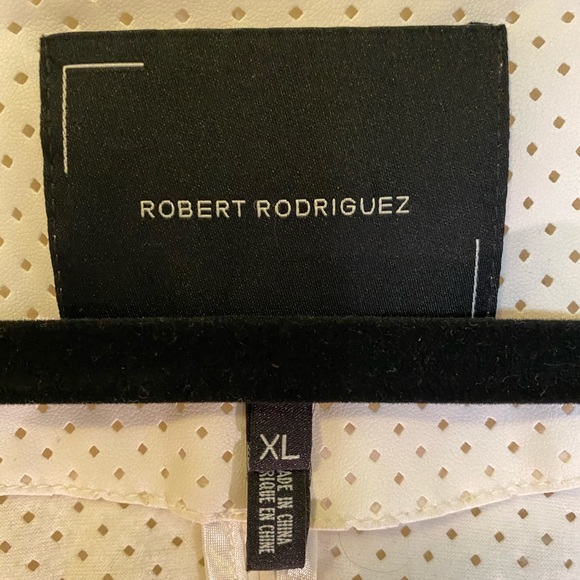 ROBERT RODRIGUEZ
XL
ADE IN CHINA
RIQUE EN CHINE